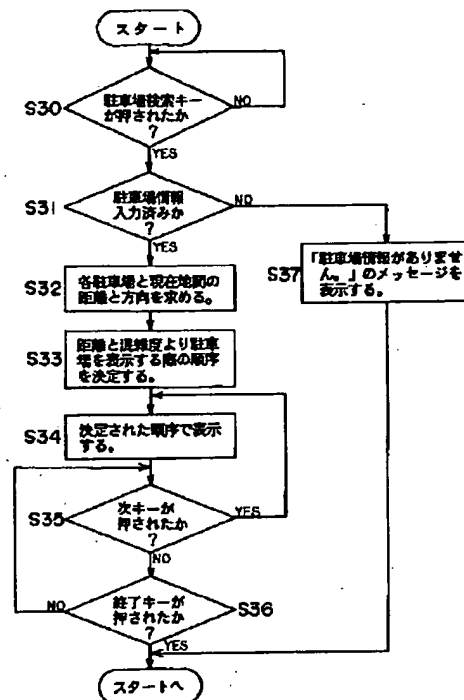 スタート
S30
駐車場検索キー
が押されたか
?
NO
YES
S31
駐車場情報
入力済みか
?
NO
YES
S32
各駐車場と現在地間の
距離と方向を求める。
S37
「駐車場情報がありませ
ん。」のメッセージを
表示する。
S33
距離と混雑度より駐車
場を表示する際の順序
を決定する。
S34
決定された順序で表示
する。
S35
次キーが
押されたか
?
YES
NO
S36
終了キーが
押されたか
?
NO
YES
スタートへ